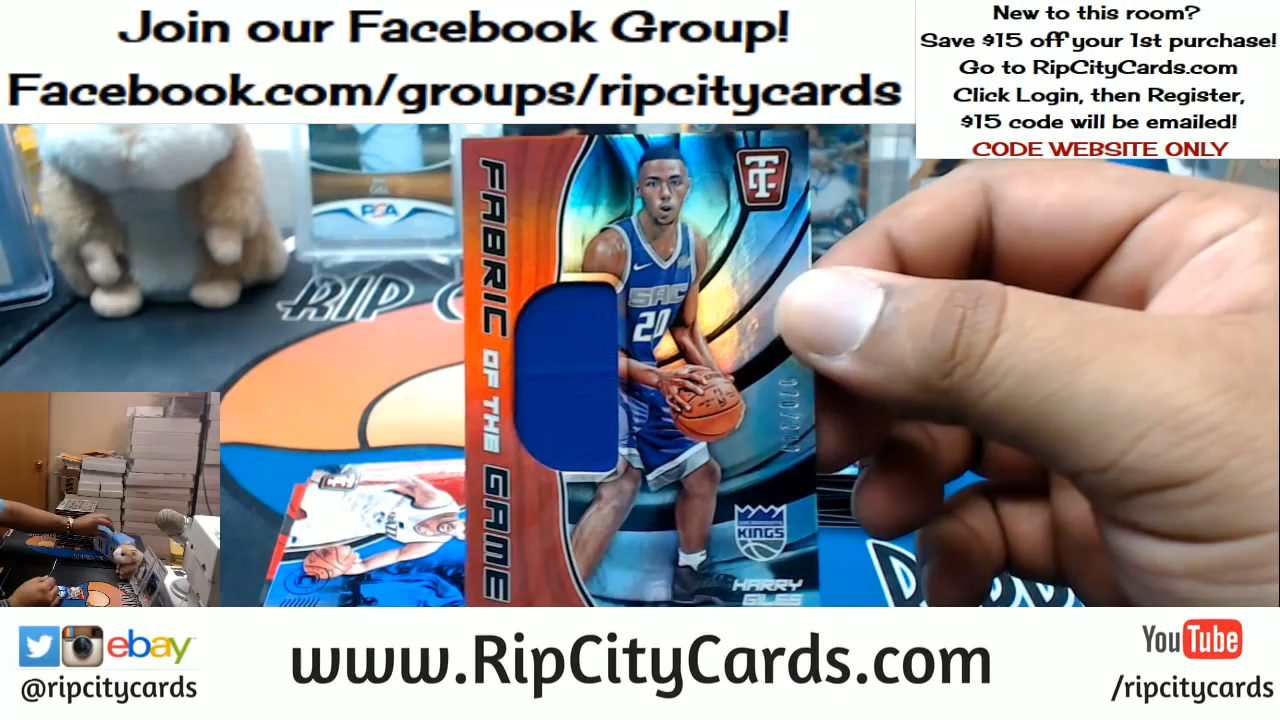 Join our Facebook Group!
Facebook.com/groups/ripcitycards
New to this room?
Save $15 off your 1st purchase!
Go to RipCityCards.com
Click Login, then Register,
$15 code will be emailed!
CODE WEBSITE ONLY
PSA
RIP
FABRIC OF THE GAME
SAC
20
KINGS
HARRY
GILES
ebay
@ripcitycards
www.RipCityCards.com
YouTube
/ripcitycards